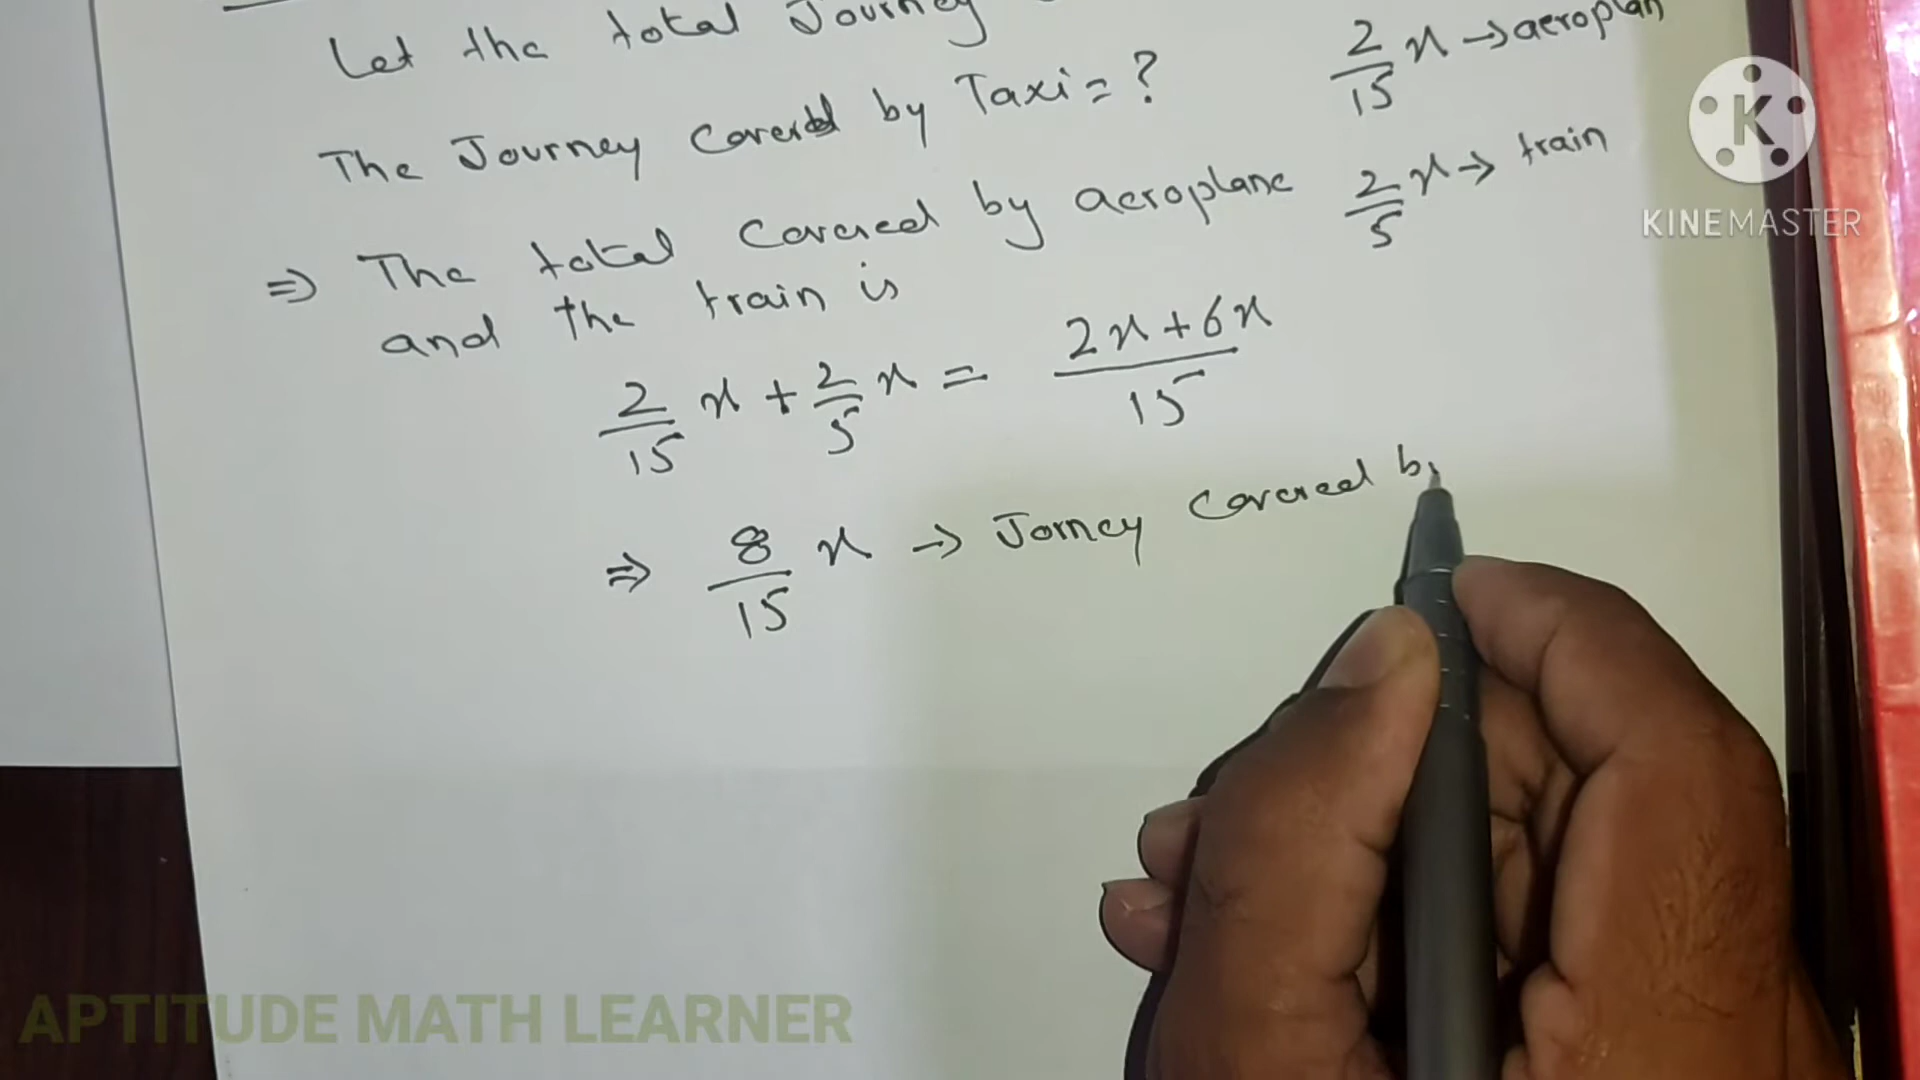 Let the total Journey
2/15 x → aeroplan
The Journey Covered by Taxi = ?
2/5 x → train
⇒ The total Covered by aeroplane
and the train is
2/15 x + 2/5 x = 2x + 6x / 15
⇒ 8/15 x → Jorney Covered by
K
KINEMASTER
APTITUDE MATH LEARNER